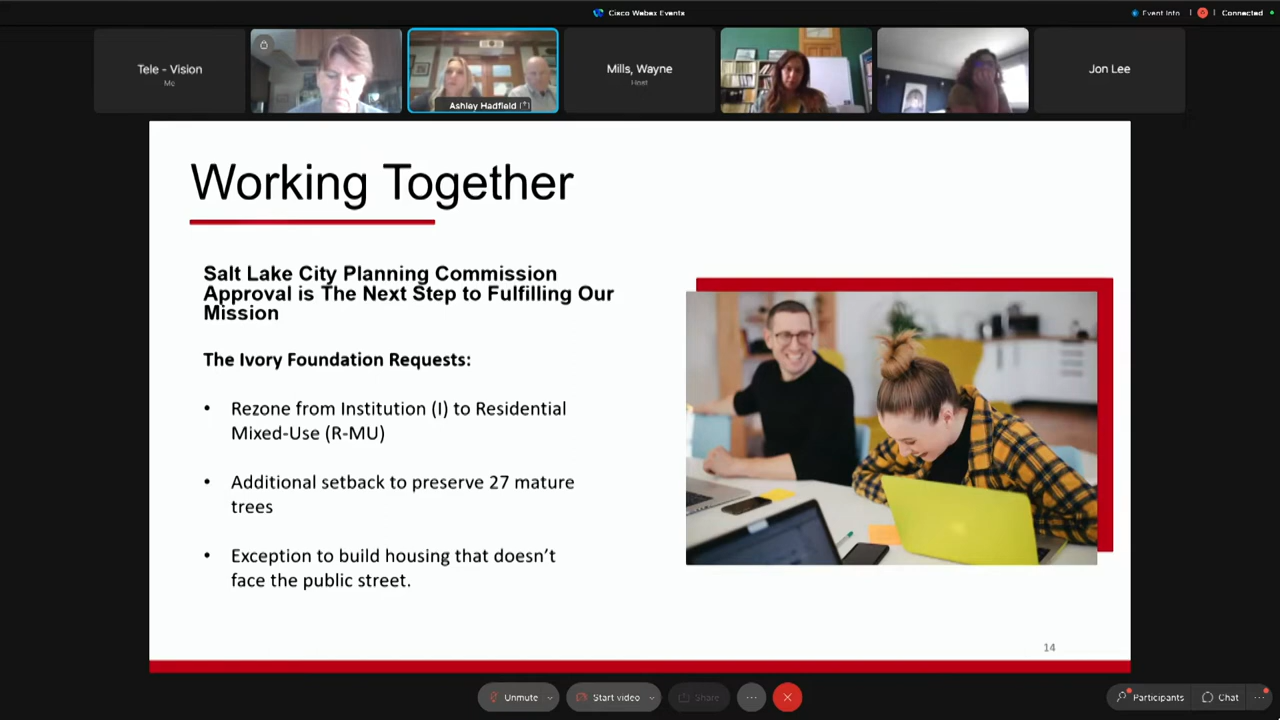 Cisco Webex Events
Event Info
Connected
Tele - Vision
Me
Ashley Hadfield
Mills, Wayne
Host
Jon Lee
Working Together
Salt Lake City Planning Commission
Approval is The Next Step to Fulfilling Our
Mission
The Ivory Foundation Requests:
• Rezone from Institution (I) to Residential
Mixed-Use (R-MU)
• Additional setback to preserve 27 mature
trees
• Exception to build housing that doesn’t
face the public street.
14
Unmute
Start video
Share
Participants
Chat